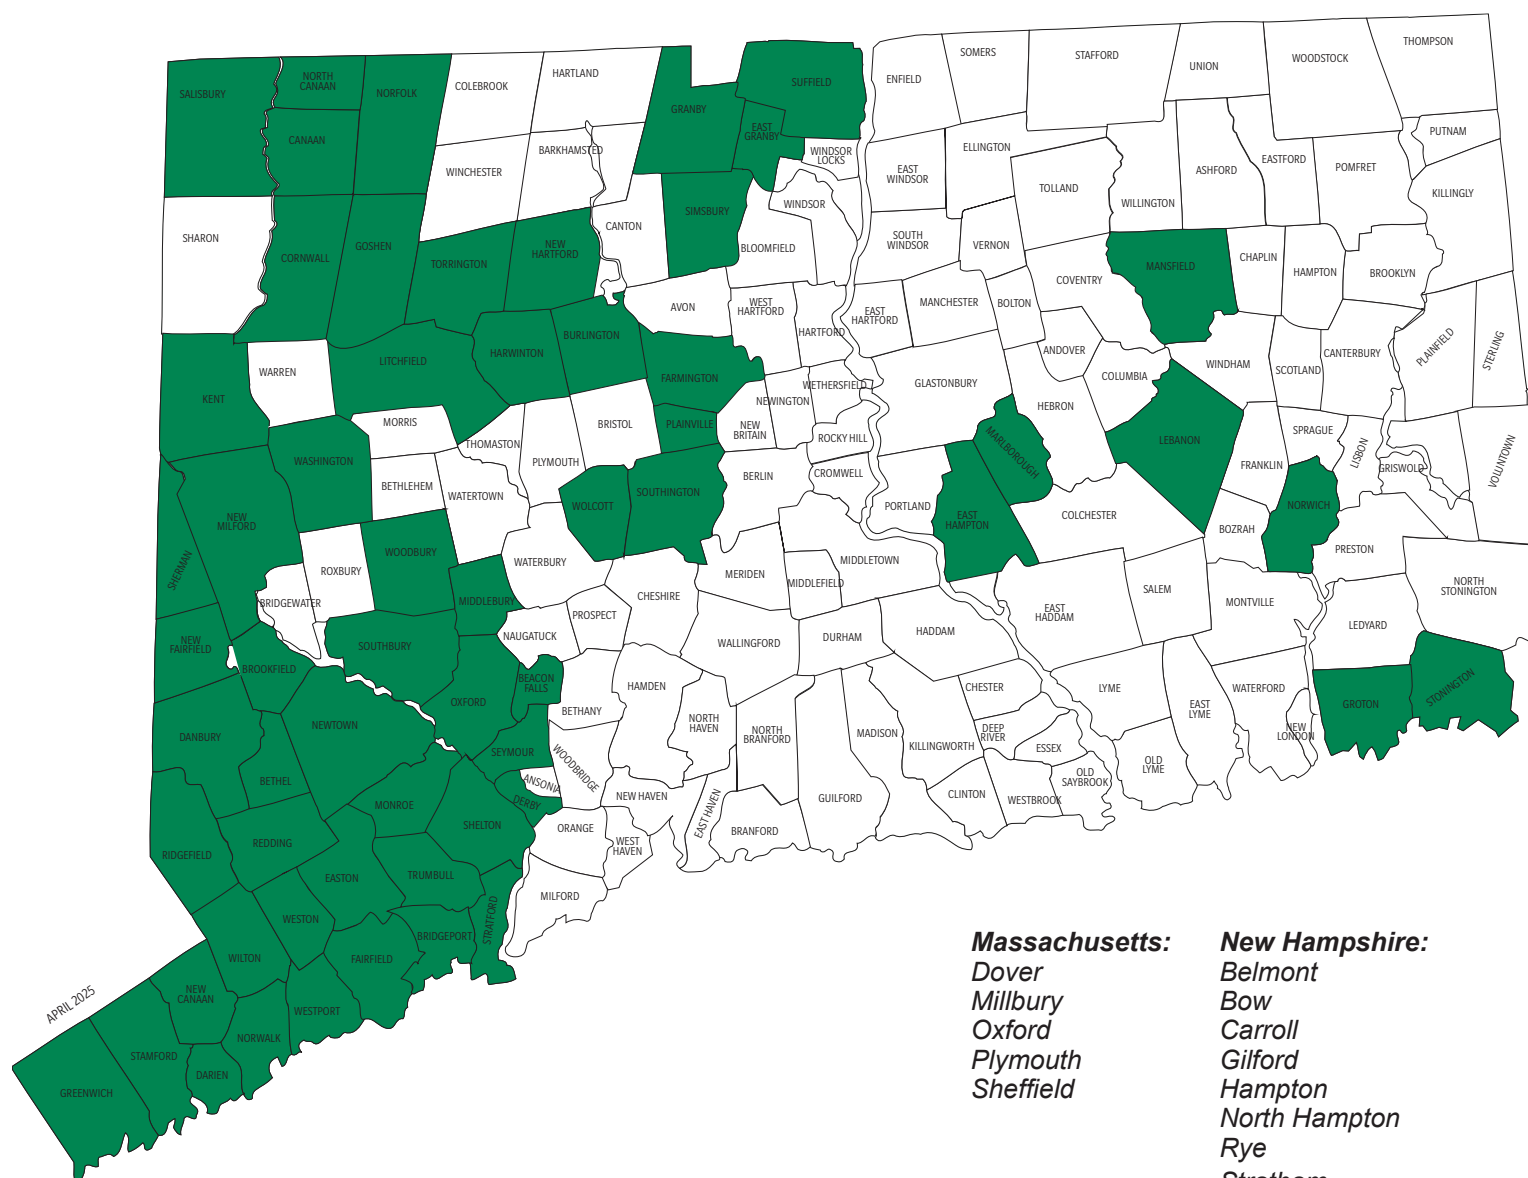 THOMPSON
SOMERS
STAFFORD
WOODSTOCK
UNION
HARTLAND
ENFIELD
NORTH
CANAAN
SUFFIELD
COLEBROOK
SALISBURY
NORFOLK
GRANBY
EAST
GRANBY
PUTNAM
CANAAN
BARKHAMSTED
WINDSOR
LOCKS
ELLINGTON
EASTFORD
POMFRET
WINCHESTER
EAST
WINDSOR
ASHFORD
TOLLAND
KILLINGLY
WILLINGTON
WINDSOR
SIMSBURY
CANTON
SHARON
GOSHEN
NEW
HARTFORD
BLOOMFIELD
SOUTH
WINDSOR
VERNON
CORNWALL
TORRINGTON
MANSFIELD
CHAPLIN
HAMPTON
BROOKLYN
COVENTRY
AVON
WEST
HARTFORD
MANCHESTER
BOLTON
EAST
HARTFORD
HARTFORD
BURLINGTON
PLAINFIELD
STERLING
LITCHFIELD
HARWINTON
ANDOVER
CANTERBURY
WARREN
WINDHAM
SCOTLAND
FARMINGTON
COLUMBIA
WETHERSFIELD
GLASTONBURY
KENT
NEWINGTON
HEBRON
MORRIS
BRISTOL
PLAINVILLE
NEW
BRITAIN
ROCKY HILL
MARLBOROUGH
LEBANON
SPRAGUE
LISBON
VOLUNTOWN
THOMASTON
WASHINGTON
PLYMOUTH
FRANKLIN
GRISWOLD
BERLIN
CROMWELL
BETHLEHEM
WATERTOWN
SOUTHINGTON
WOLCOTT
PORTLAND
NORWICH
NEW
MILFORD
EAST
HAMPTON
COLCHESTER
BOZRAH
WOODBURY
PRESTON
WATERBURY
MIDDLETOWN
SHERMAN
ROXBURY
MERIDEN
MIDDLEFIELD
NORTH
STONINGTON
SALEM
CHESHIRE
BRIDGEWATER
MIDDLEBURY
MONTVILLE
PROSPECT
EAST
HADDAM
LEDYARD
NAUGATUCK
HADDAM
DURHAM
WALLINGFORD
NEW
FAIRFIELD
SOUTHBURY
BROOKFIELD
BEACON
FALLS
HAMDEN
CHESTER
LYME
WATERFORD
STONINGTON
OXFORD
BETHANY
EAST
LYME
GROTON
NEWTOWN
NORTH
HAVEN
NORTH
BRANFORD
MADISON
DEEP
RIVER
NEW
LONDON
DANBURY
KILLINGWORTH
ESSEX
SEYMOUR
WOODBRIDGE
OLD
LYME
BETHEL
ANSONIA
OLD
SAYBROOK
NEW HAVEN
CLINTON
WESTBROOK
GUILFORD
DERBY
MONROE
EAST HAVEN
SHELTON
ORANGE
BRANFORD
REDDING
WEST
HAVEN
RIDGEFIELD
EASTON
TRUMBULL
MILFORD
WESTON
STRATFORD
BRIDGEPORT
WILTON
FAIRFIELD
NEW
CANAAN
APRIL 2025
WESTPORT
NORWALK
STAMFORD
DARIEN
GREENWICH
Massachusetts:
Dover
Millbury
Oxford
Plymouth
Sheffield
New Hampshire:
Belmont
Bow
Carroll
Gilford
Hampton
North Hampton
Rye
Stratham